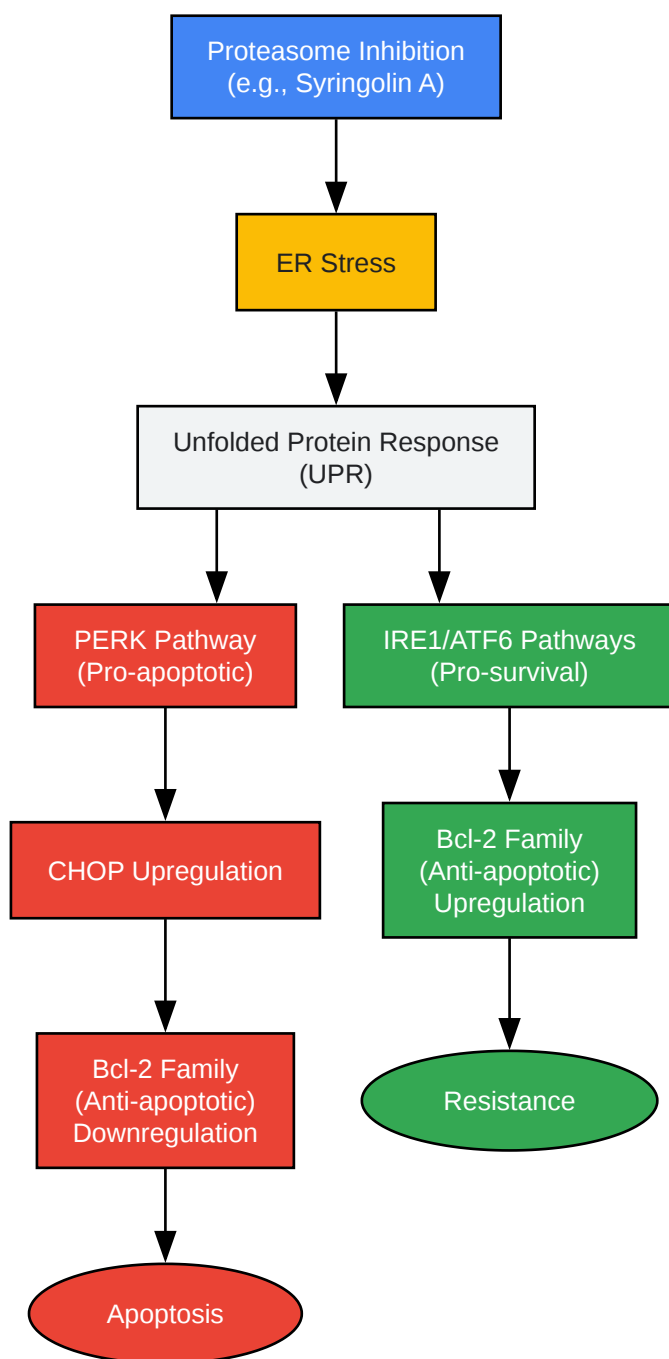 Proteasome Inhibition
(e.g., Syringolin A)
ER Stress
Unfolded Protein Response
(UPR)
PERK Pathway
(Pro-apoptotic)
IRE1/ATF6 Pathways
(Pro-survival)
CHOP Upregulation
Bcl-2 Family
(Anti-apoptotic)
Upregulation
Bcl-2 Family
(Anti-apoptotic)
Downregulation
Resistance
Apoptosis